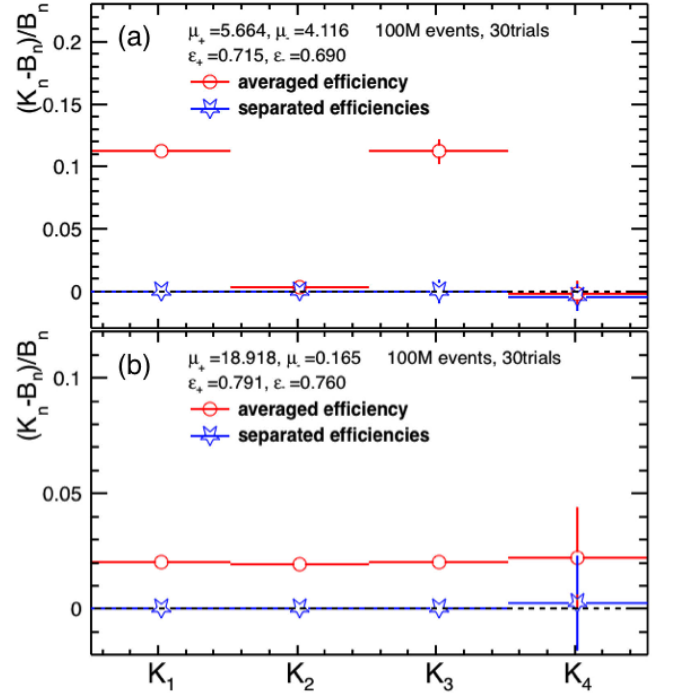 (a) μ₊=5.664, μ₋=4.116 100M events, 30trials
ε₊=0.715, ε₋=0.690
averaged efficiency
separated efficiencies
(Kₙ-Bₙ)/Bₙ
0.2
0.15
0.1
0.05
0
(b) μ₊=18.918, μ₋=0.165 100M events, 30trials
ε₊=0.791, ε₋=0.760
averaged efficiency
separated efficiencies
(Kₙ-Bₙ)/Bₙ
0.1
0.05
0
K₁ K₂ K₃ K₄